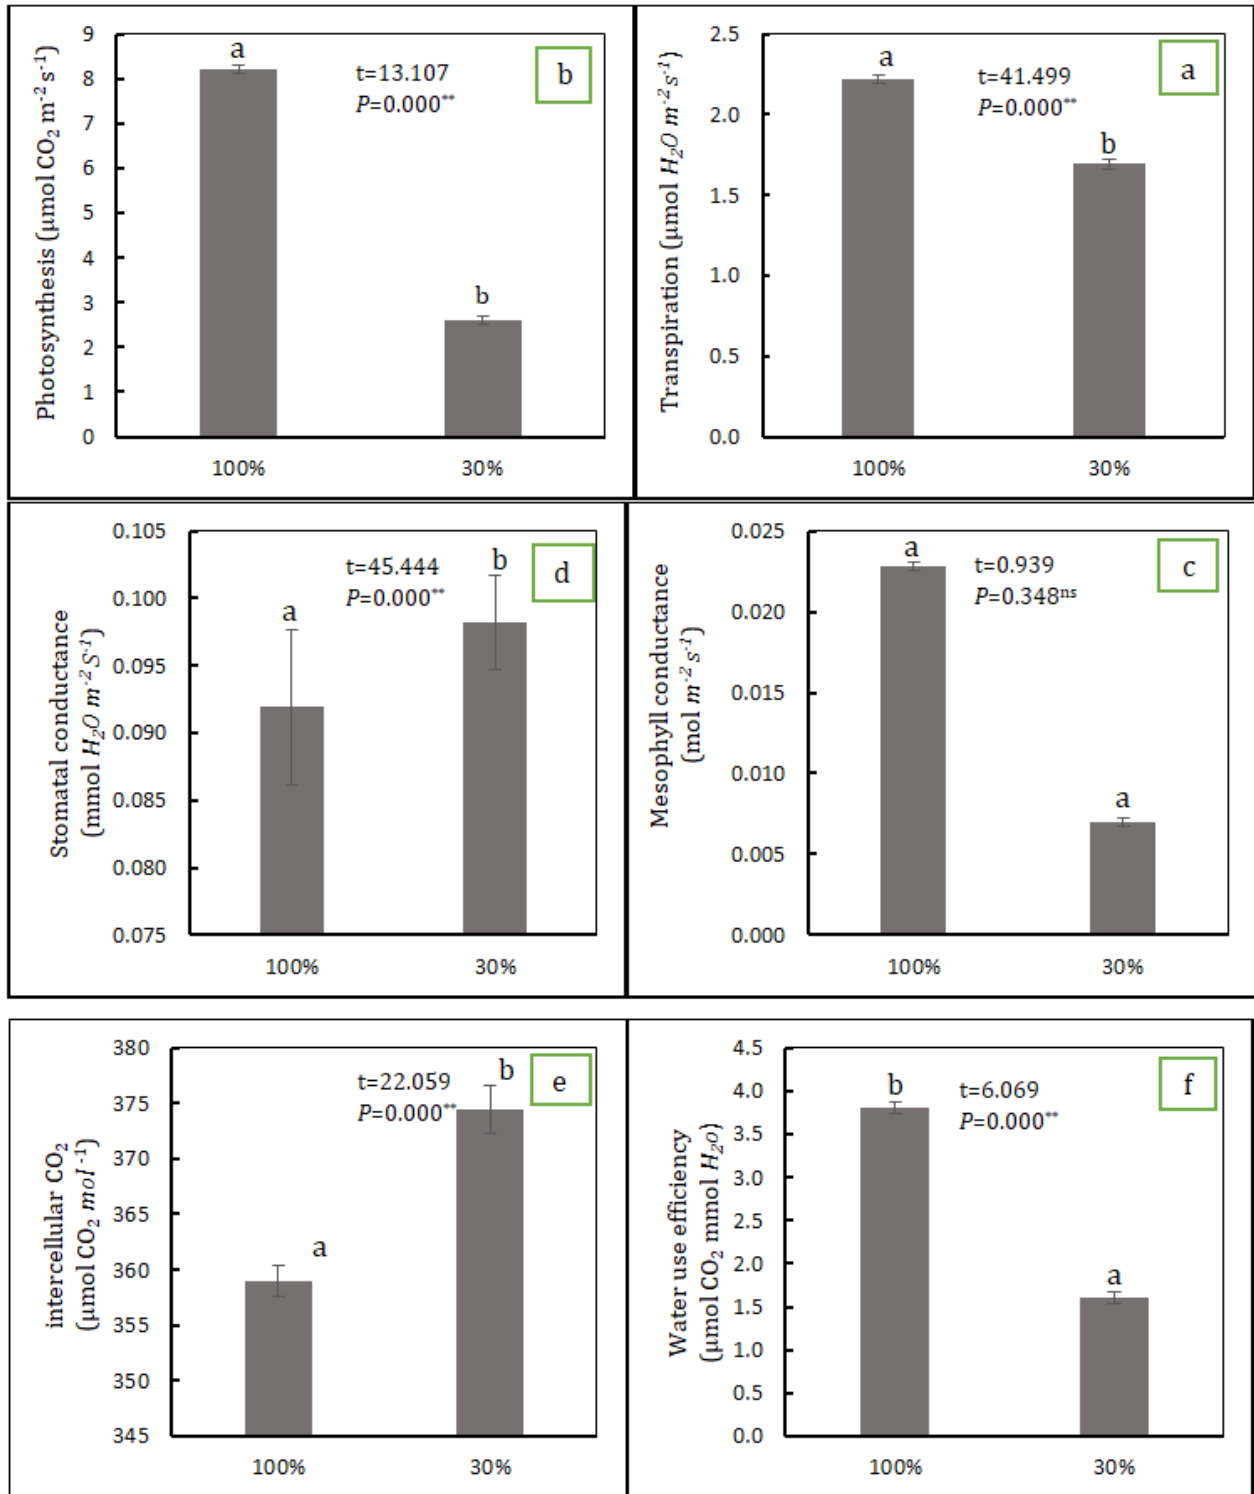 Photosynthesis (μmol CO₂ m⁻² s⁻¹)
9
8
7
6
5
4
3
2
1
0
a
t=13.107
P=0.000**
b
b
100%
30%
Transpiration (μmol H₂O m⁻² s⁻¹)
2.5
2.0
1.5
1.0
0.5
0.0
a
t=41.499
P=0.000**
a
b
100%
30%
Stomatal conductance
(mmol H₂O m⁻² S⁻¹)
0.105
0.100
0.095
0.090
0.085
0.080
0.075
a
t=45.444
P=0.000**
b
d
100%
30%
Mesophyll conductance
(mol m⁻² s⁻¹)
0.025
0.020
0.015
0.010
0.005
0.000
a
t=0.939
P=0.348ⁿˢ
c
a
100%
30%
intercellular CO₂
(μmol CO₂ mol⁻¹)
380
375
370
365
360
355
350
345
a
t=22.059
P=0.000**
b
e
100%
30%
Water use efficiency
(μmol CO₂ mmol H₂O)
4.5
4.0
3.5
3.0
2.5
2.0
1.5
1.0
0.5
0.0
b
t=6.069
P=0.000**
f
a
100%
30%